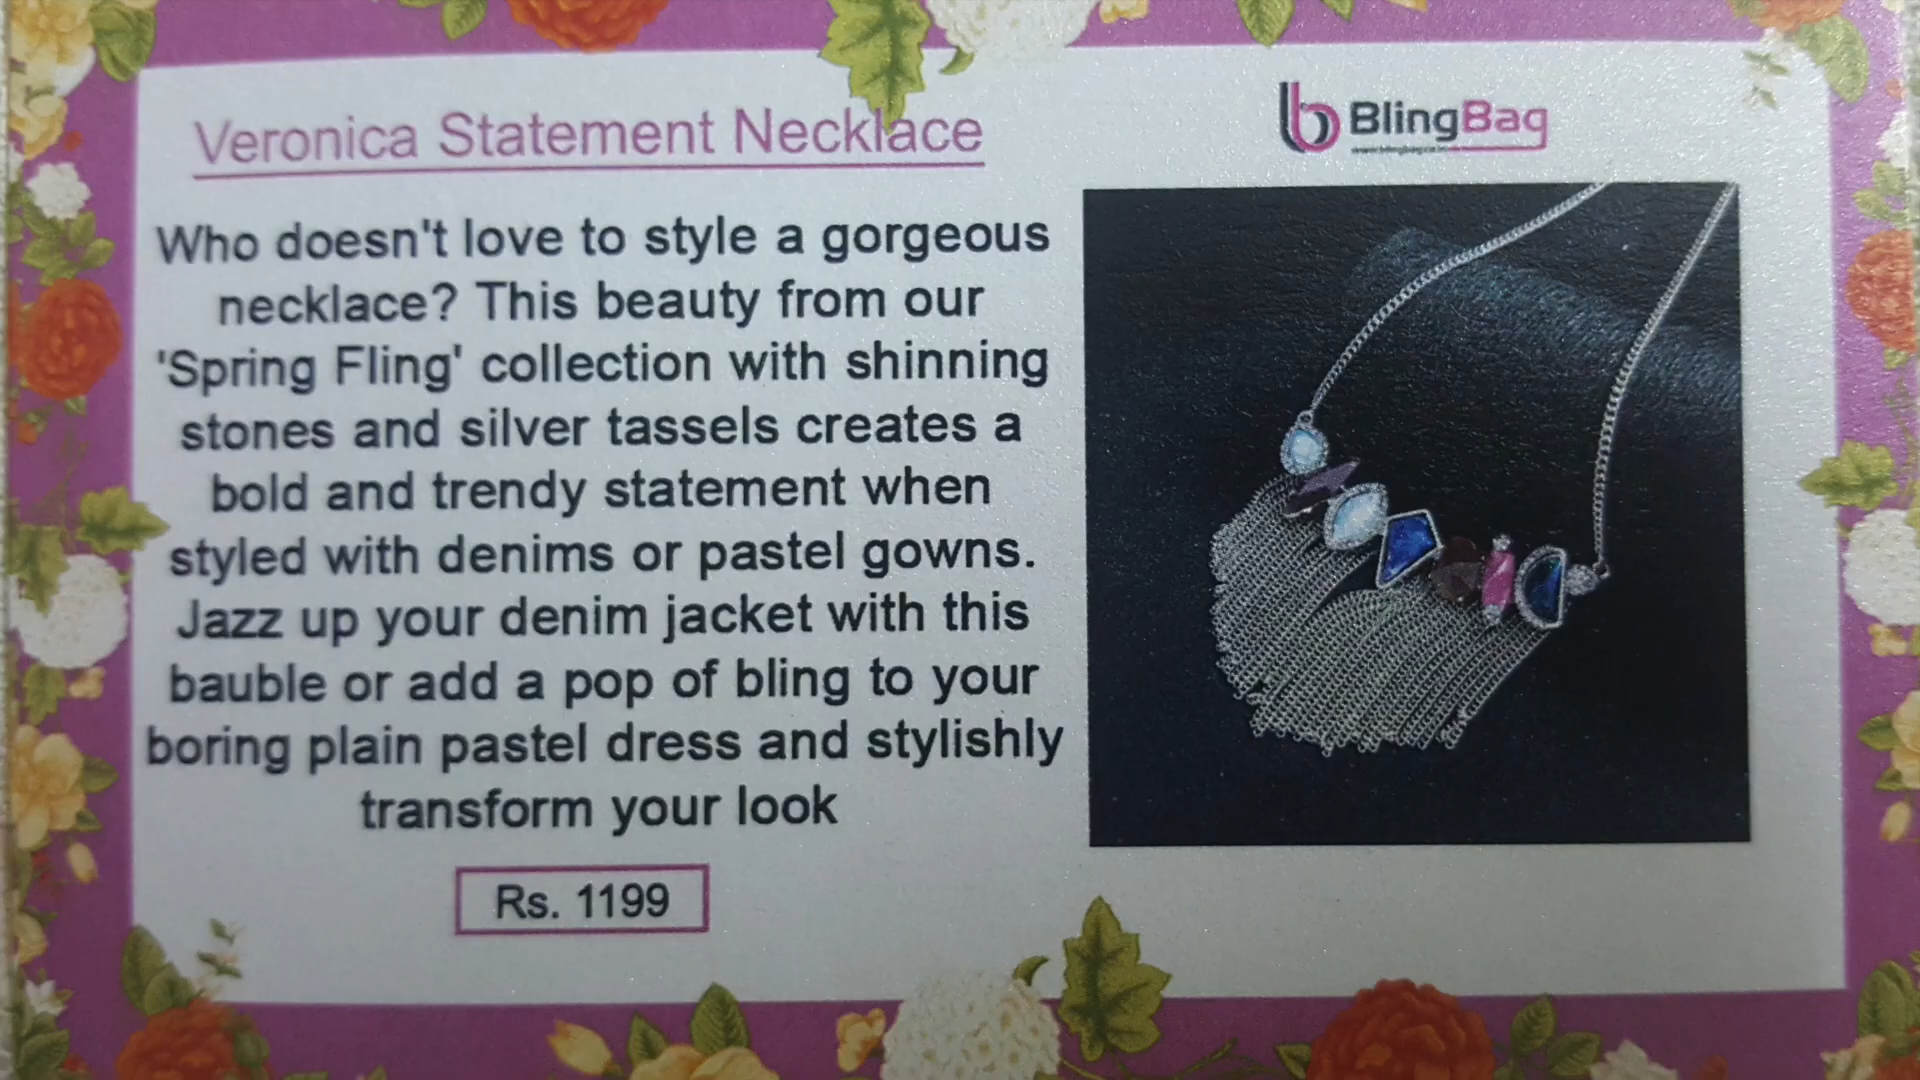 Veronica Statement Necklace
BlingBag
Who doesn't love to style a gorgeous
necklace? This beauty from our
'Spring Fling' collection with shinning
stones and silver tassels creates a
bold and trendy statement when
styled with denims or pastel gowns.
Jazz up your denim jacket with this
bauble or add a pop of bling to your
boring plain pastel dress and stylishly
transform your look
Rs. 1199